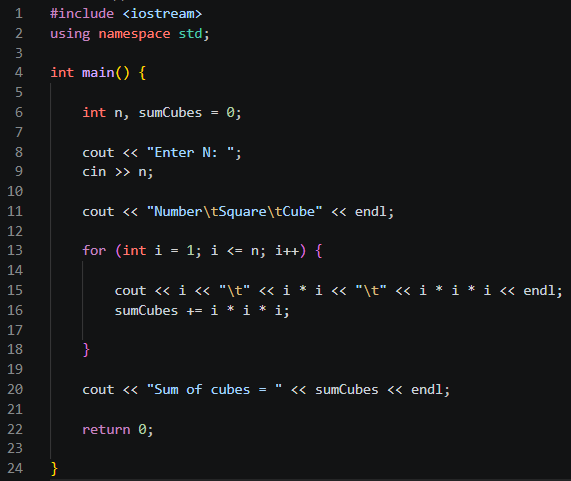 1 #include <iostream>
2 using namespace std;
3
4 int main() {
5
6     int n, sumCubes = 0;
7
8     cout << "Enter N: ";
9     cin >> n;
10
11     cout << "Number\tSquare\tCube" << endl;
12
13     for (int i = 1; i <= n; i++) {
14
15         cout << i << "\t" << i * i << "\t" << i * i * i << endl;
16         sumCubes += i * i * i;
17
18     }
19
20     cout << "Sum of cubes = " << sumCubes << endl;
21
22     return 0;
23
24 }